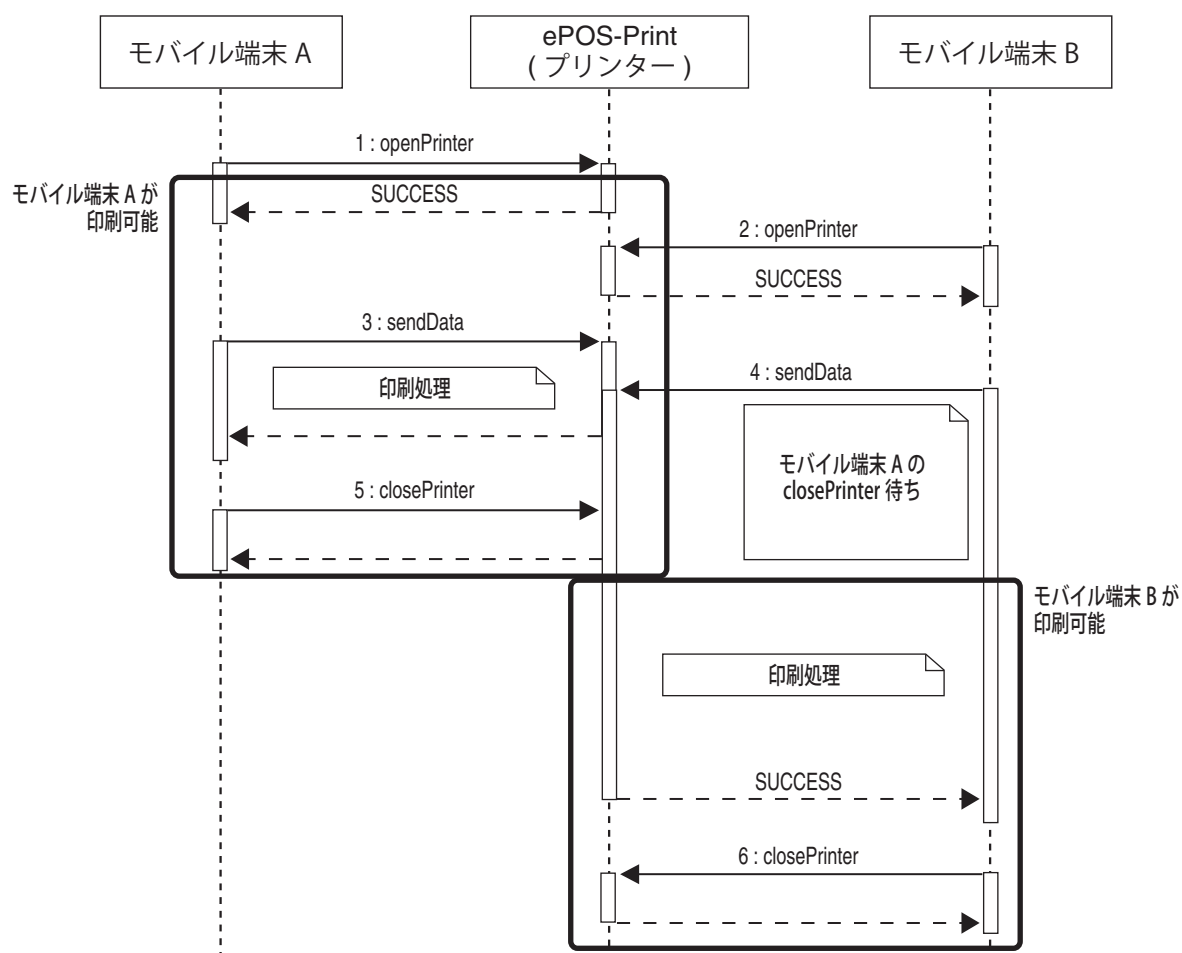 モバイル端末 A
ePOS-Print
( プリンター )
モバイル端末 B
1 : openPrinter
モバイル端末 A が
印刷可能
SUCCESS
2 : openPrinter
SUCCESS
3 : sendData
印刷処理
4 : sendData
モバイル端末 A の
closePrinter 待ち
5 : closePrinter
モバイル端末 B が
印刷可能
印刷処理
SUCCESS
6 : closePrinter